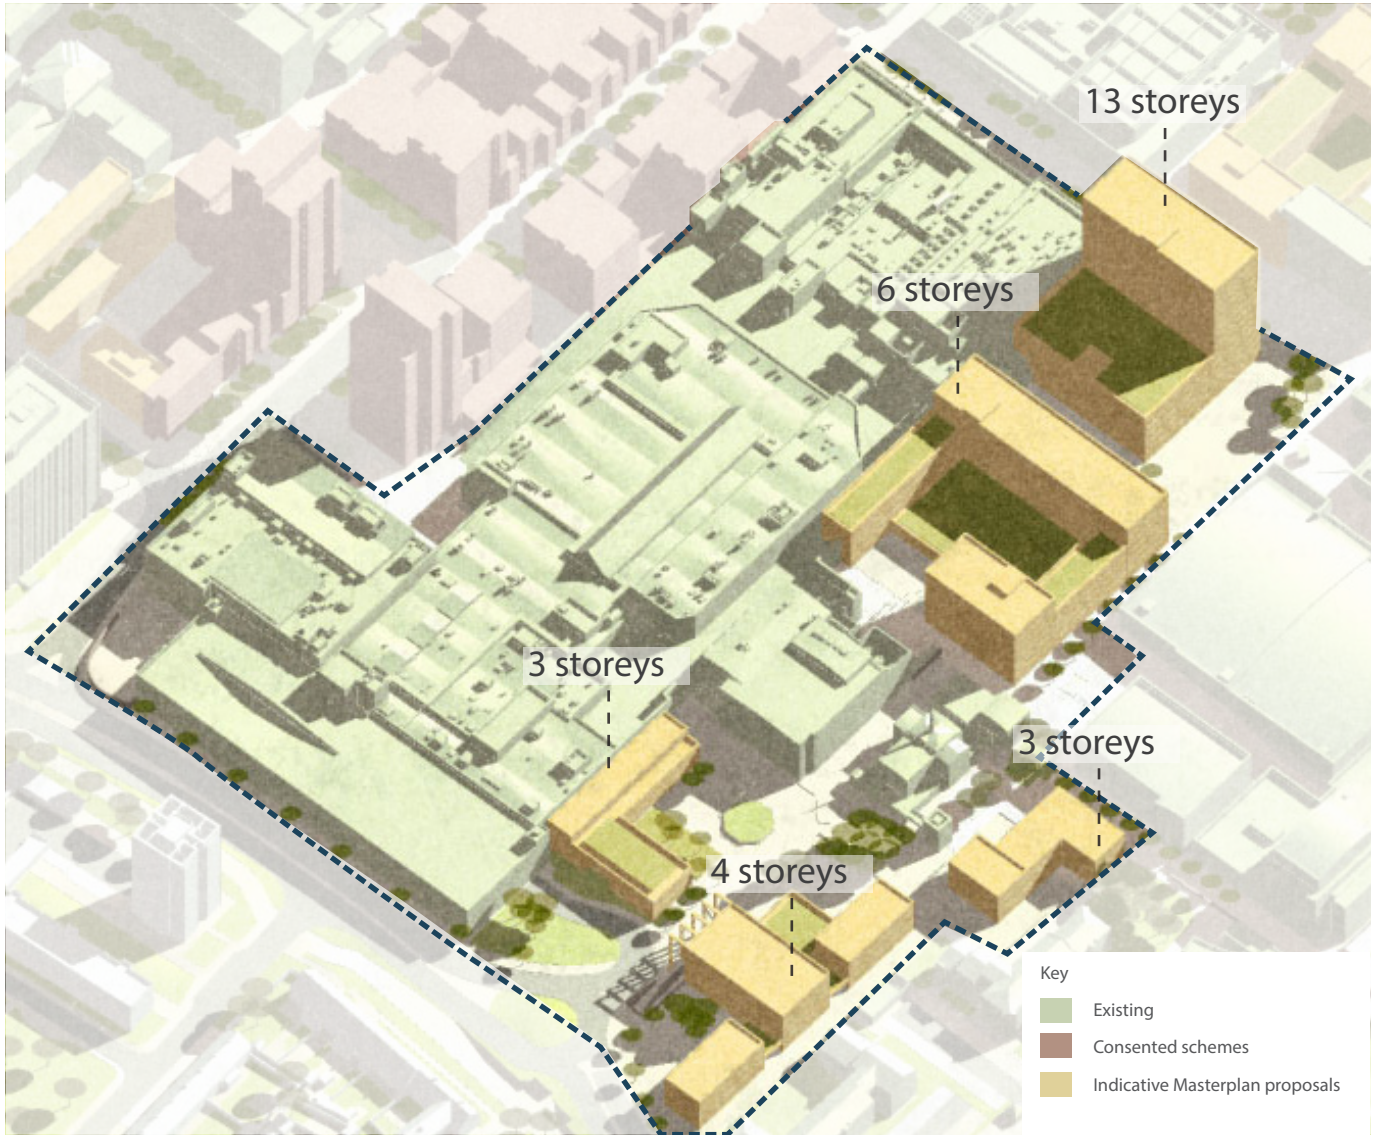 13 storeys
6 storeys
3 storeys
3 storeys
4 storeys
Key
Existing
Consented schemes
Indicative Masterplan proposals